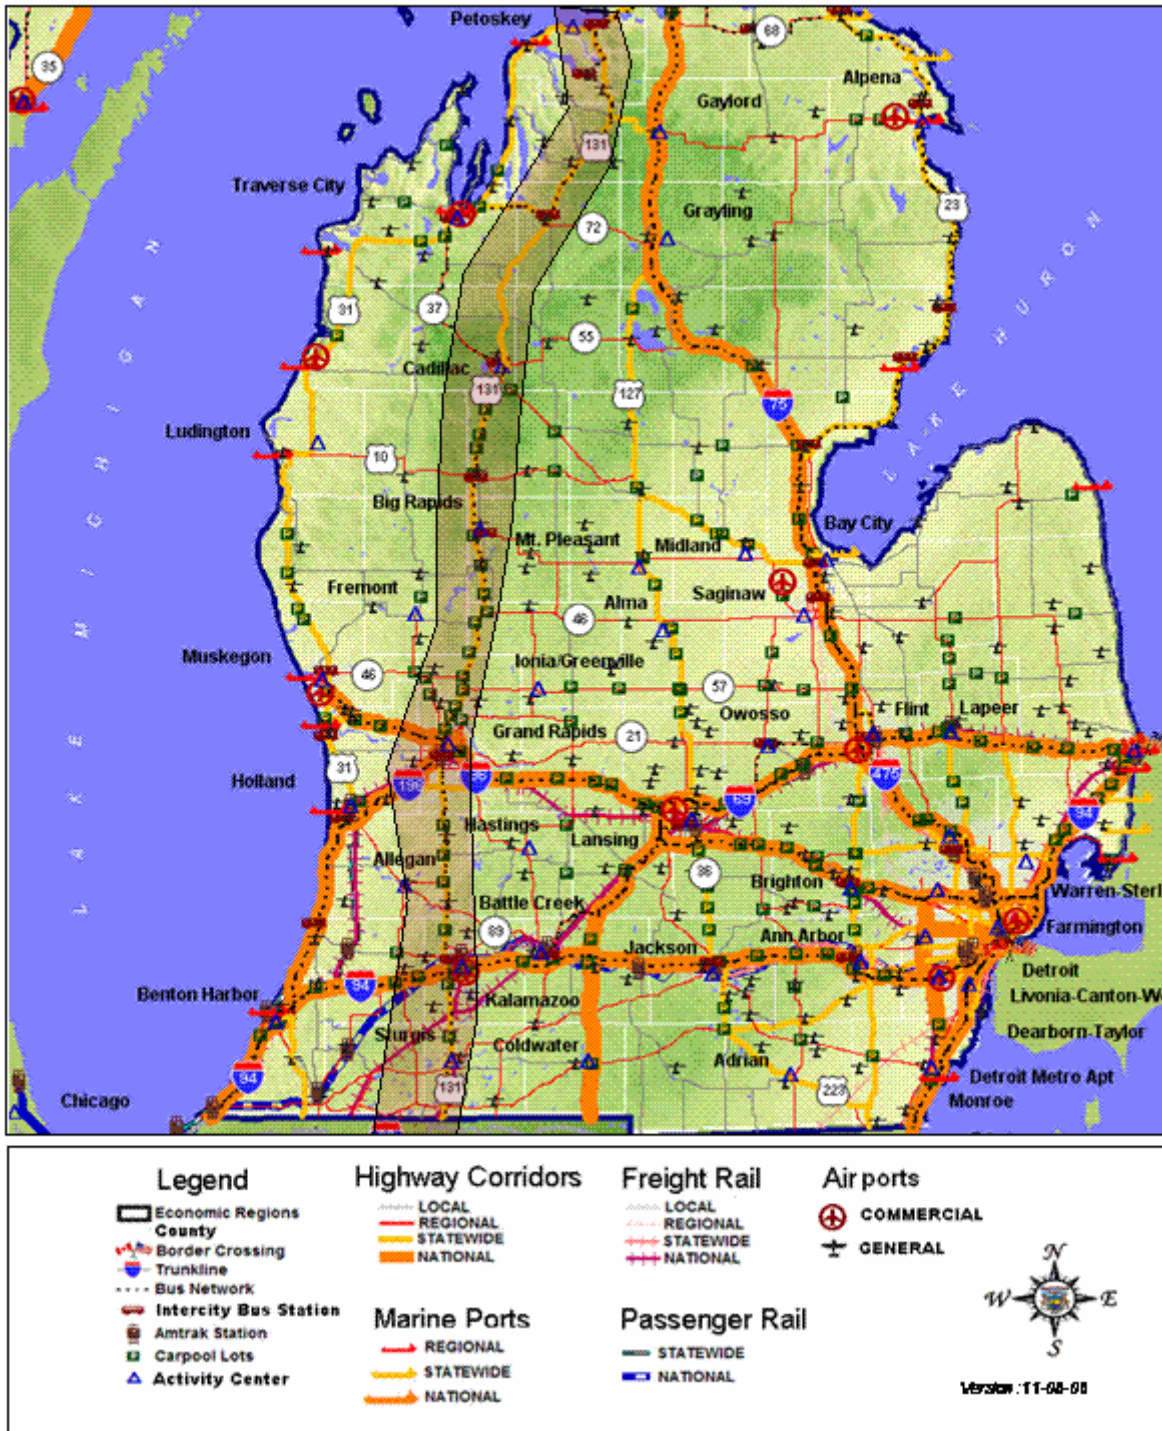 Petoskey
68
35
Alpena
Gaylord
131
Traverse City
23
Grayling
72
31
37
55
Cadillac
131
127
75
Ludington
10
Big Rapids
Bay City
Mt. Pleasant
Midland
Fremont
Saginaw
Alma
46
Muskegon
Ionia/Greenville
46
57
Owosso
Flint
Lapeer
Grand Rapids
21
31
Holland
196
96
475
69
94
Hastings
Lansing
Allegan
96
Brighton
Warren-Sterl
Battle Creek
89
Farmington
Jackson
Ann Arbor
Detroit
Benton Harbor
94
Kalamazoo
Livonia-Canton-We
Sturgis
Coldwater
Dearborn-Taylor
Adrian
94
131
223
Detroit Metro Apt
Chicago
Monroe
LAKE MICHIGAN
LAKE HURON
Legend
Economic Regions
County
Border Crossing
Trunkline
Bus Network
Intercity Bus Station
Amtrak Station
Carpool Lots
Activity Center
Highway Corridors
LOCAL
REGIONAL
STATEWIDE
NATIONAL
Marine Ports
REGIONAL
STATEWIDE
NATIONAL
Freight Rail
LOCAL
REGIONAL
STATEWIDE
NATIONAL
Passenger Rail
STATEWIDE
NATIONAL
Airports
COMMERCIAL
GENERAL
N
W E
S
Version :11-08-06